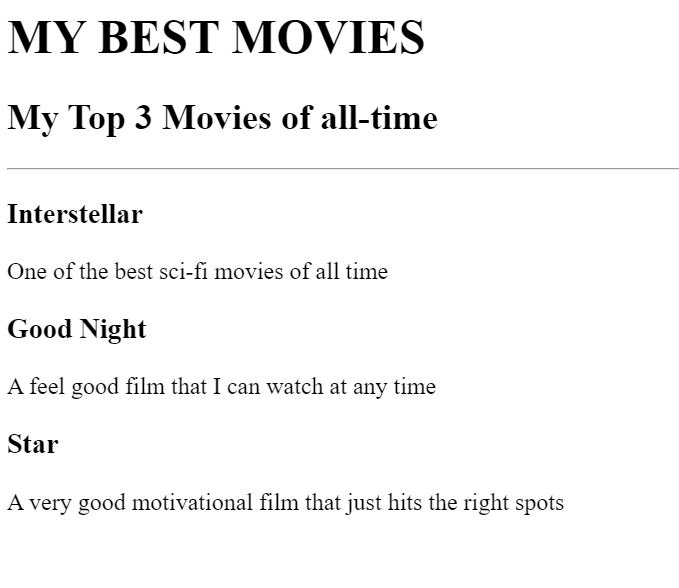 MY BEST MOVIES
My Top 3 Movies of all-time
Interstellar
One of the best sci-fi movies of all time
Good Night
A feel good film that I can watch at any time
Star
A very good motivational film that just hits the right spots